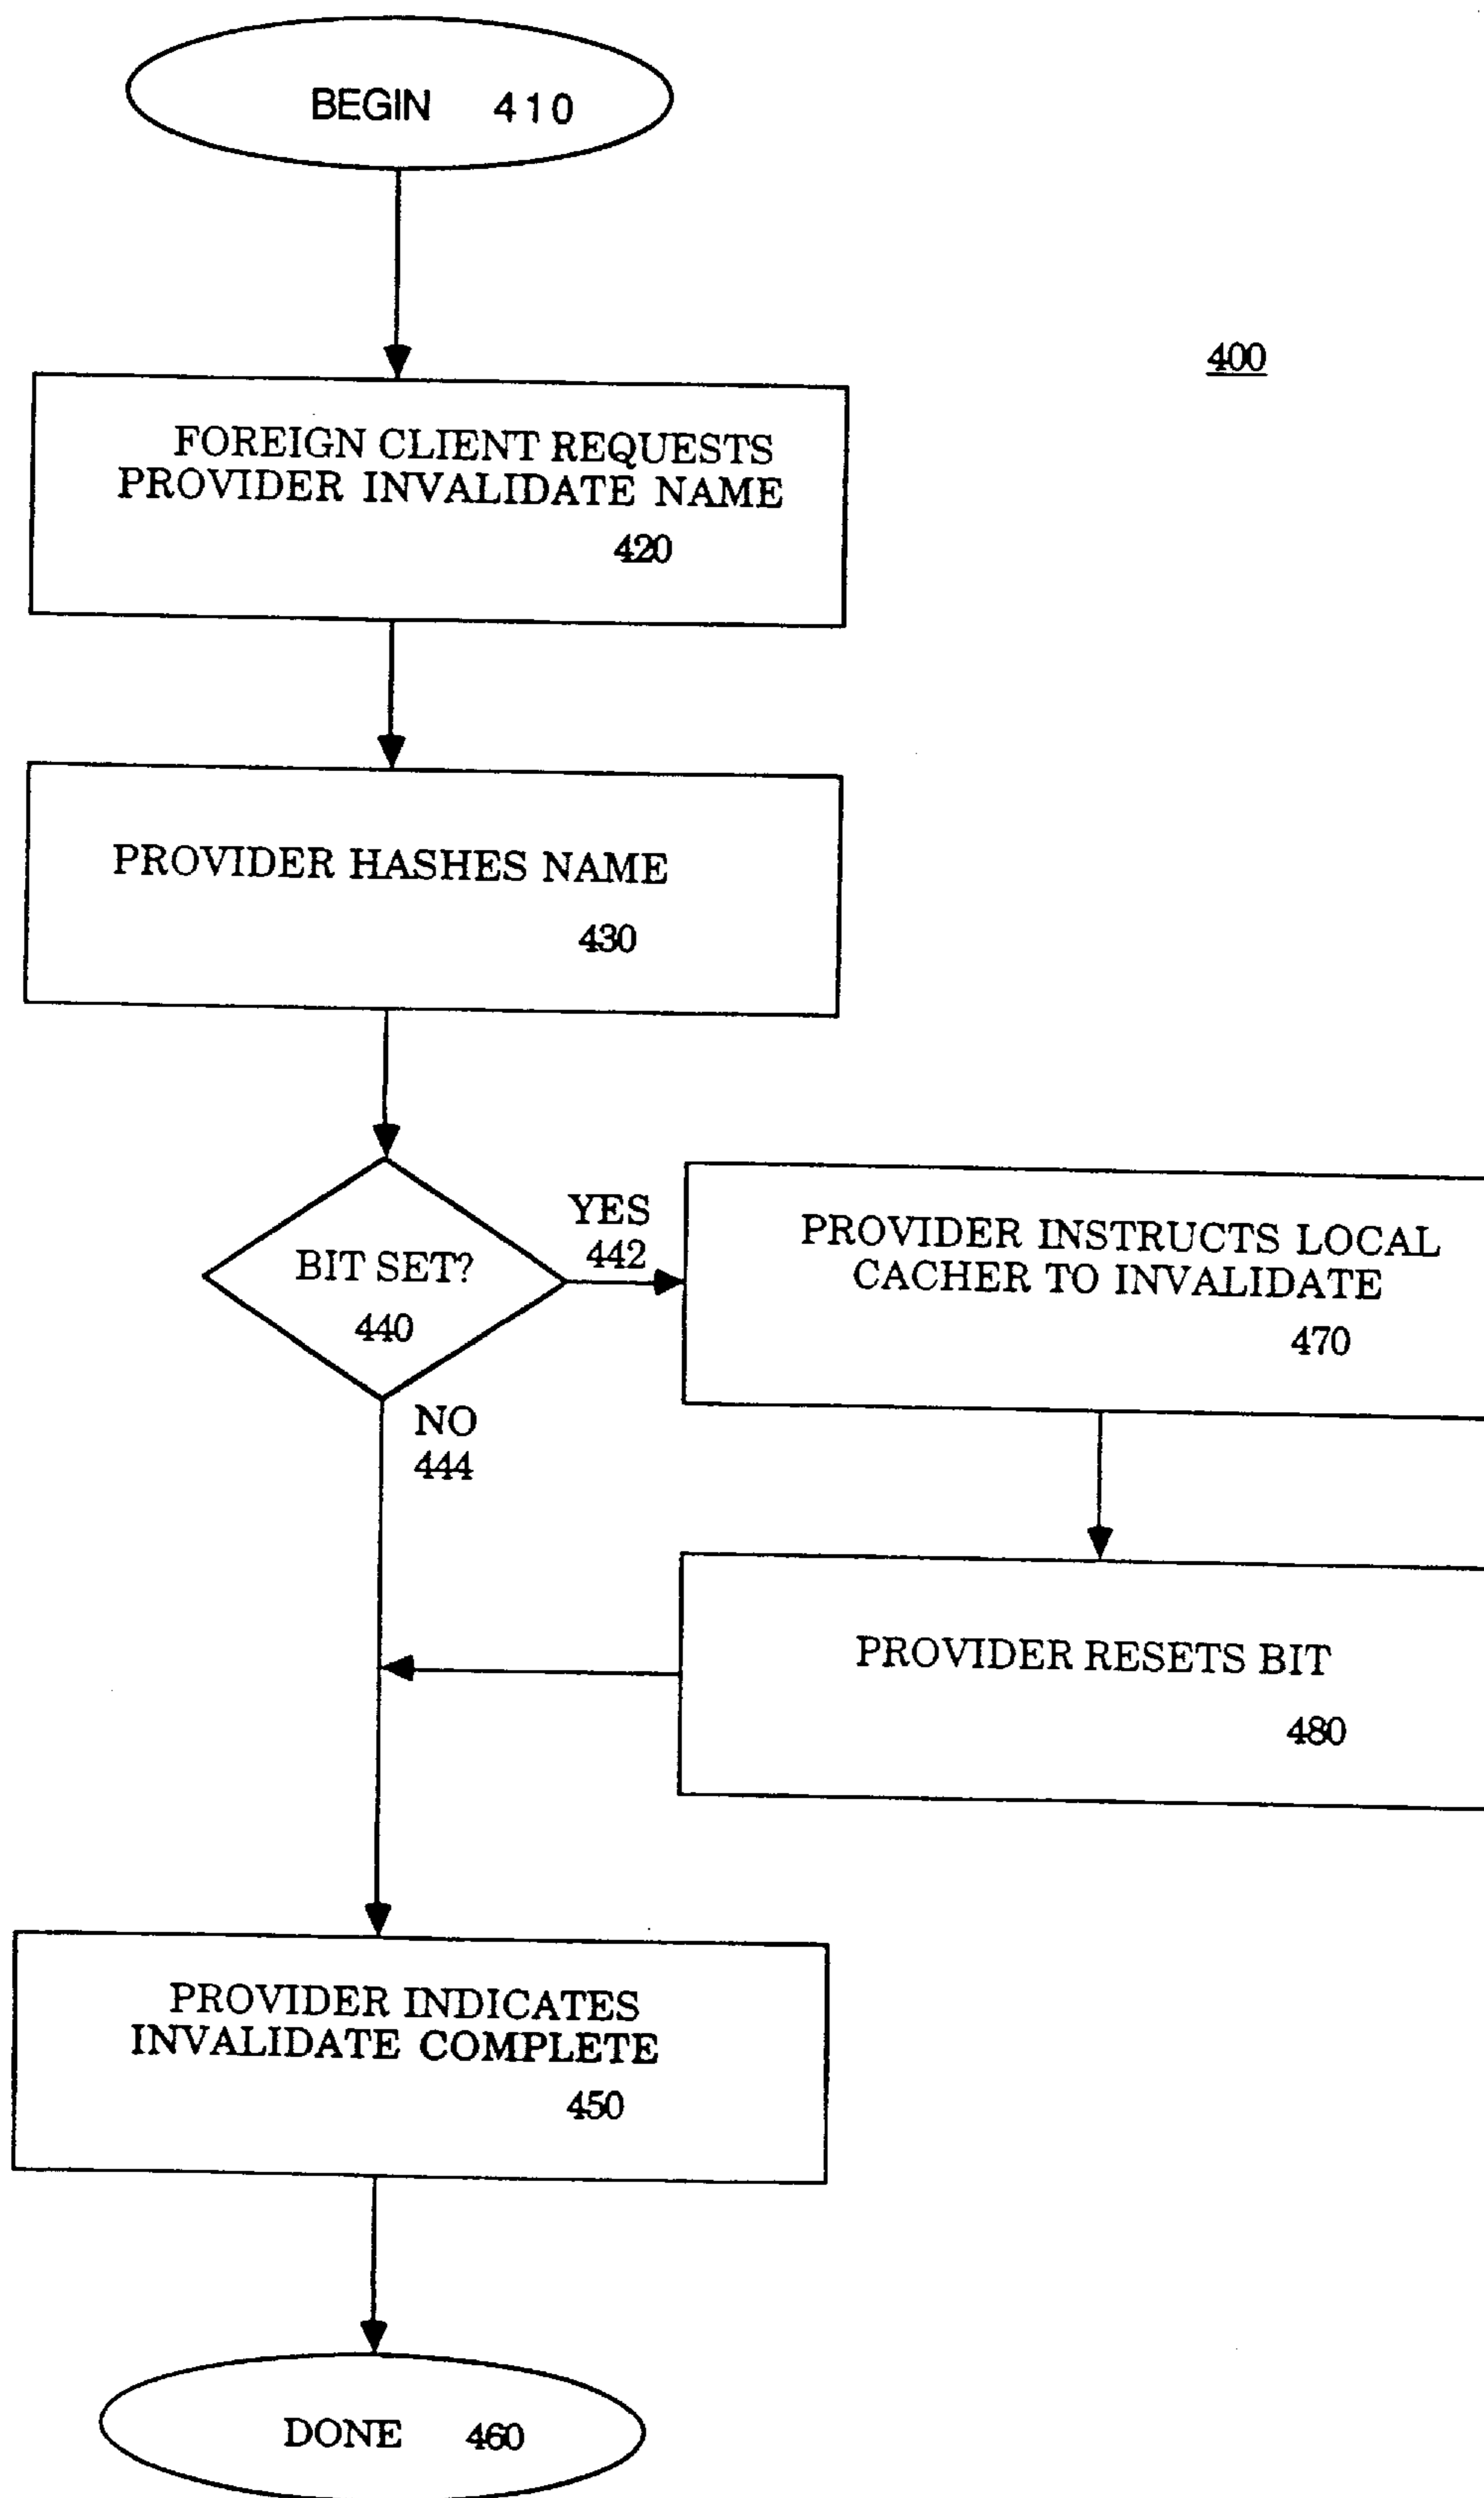 BEGIN 410
400
FOREIGN CLIENT REQUESTS
PROVIDER INVALIDATE NAME
420
PROVIDER HASHES NAME
430
BIT SET?
440
YES
442
NO
444
PROVIDER INSTRUCTS LOCAL
CACHER TO INVALIDATE
470
PROVIDER RESETS BIT
480
PROVIDER INDICATES
INVALIDATE COMPLETE
450
DONE 460